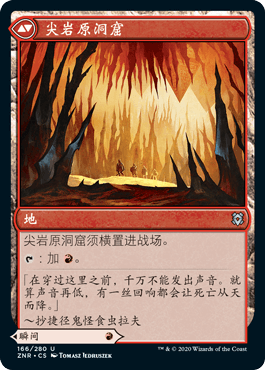 尖岩原洞窟
地
尖岩原洞窟须横置进战场。
：加。
「在穿过这里之前，千万不能发出声音。就
算声音再低，有一丝回响都会让死亡从天
而降。」
～抄捷径鬼怪食虫拉夫
瞬间
166/280 U
ZNR • CS Tomasz Jedruszek
™ & © 2020 Wizards of the Coast